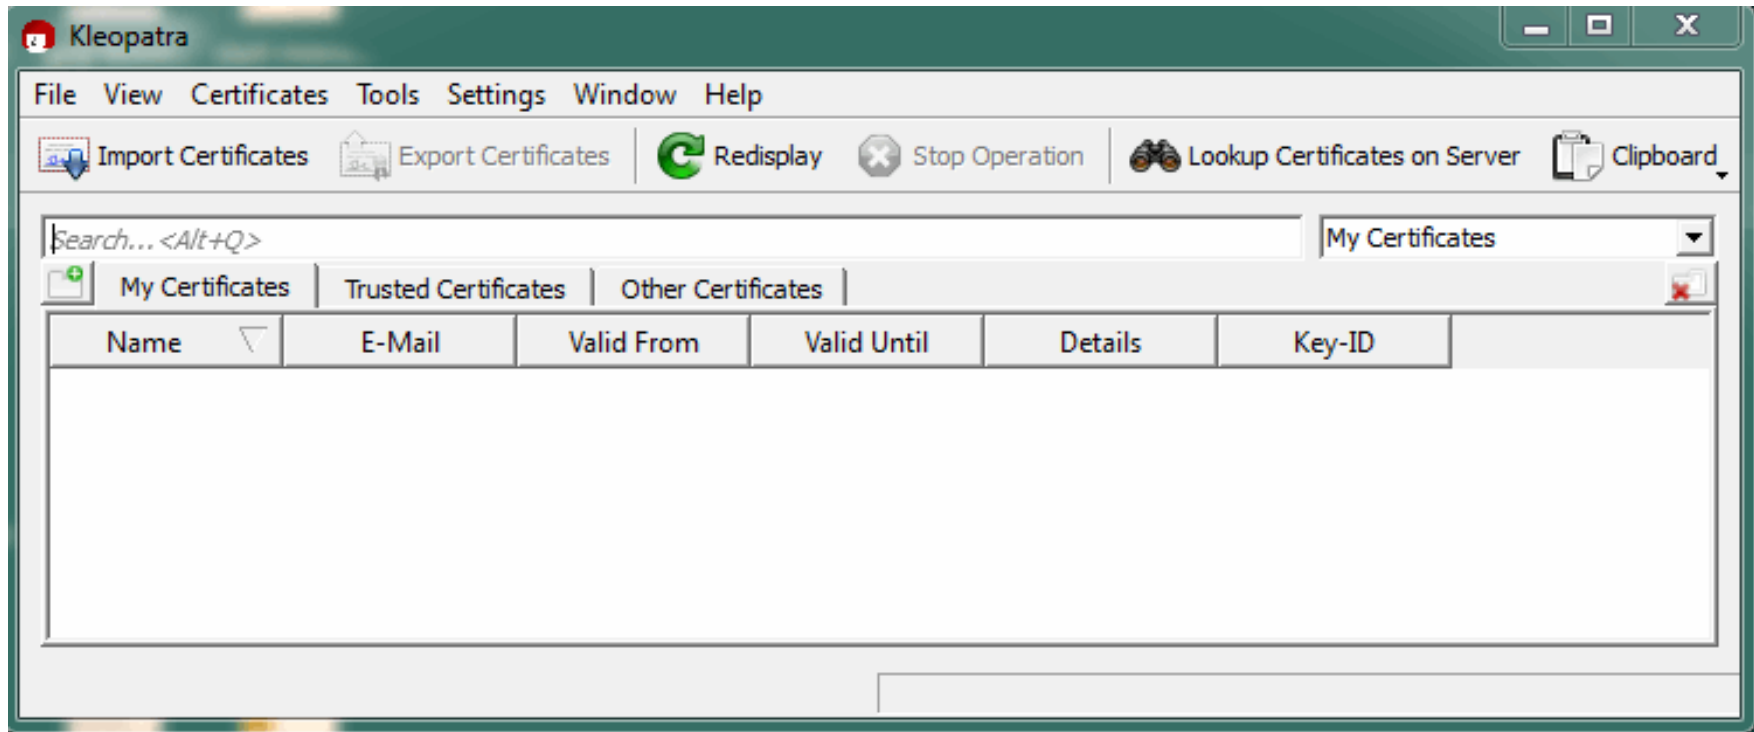 Kleopatra
File View Certificates Tools Settings Window Help
Import Certificates Export Certificates Redisplay Stop Operation Lookup Certificates on Server Clipboard
Search...<Alt+Q> My Certificates
My Certificates Trusted Certificates Other Certificates
Name E-Mail Valid From Valid Until Details Key-ID